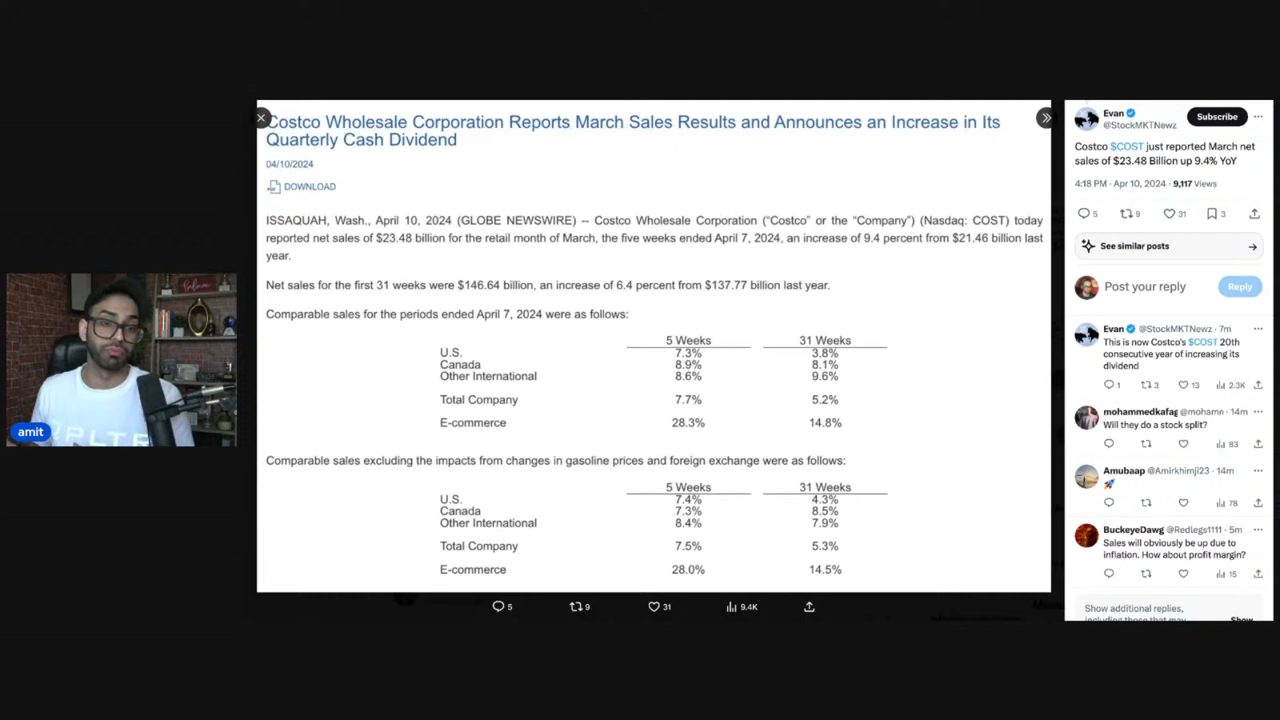 Costco Wholesale Corporation Reports March Sales Results and Announces an Increase in Its
Quarterly Cash Dividend
04/10/2024
DOWNLOAD
ISSAQUAH, Wash., April 10, 2024 (GLOBE NEWSWIRE) -- Costco Wholesale Corporation (“Costco” or the “Company”) (Nasdaq: COST) today
reported net sales of $23.48 billion for the retail month of March, the five weeks ended April 7, 2024, an increase of 9.4 percent from $21.46 billion last
year.
Net sales for the first 31 weeks were $146.64 billion, an increase of 6.4 percent from $137.77 billion last year.
Comparable sales for the periods ended April 7, 2024 were as follows:
5 Weeks 31 Weeks
U.S. 7.3% 3.8%
Canada 8.9% 8.1%
Other International 8.6% 9.6%
Total Company 7.7% 5.2%
E-commerce 28.3% 14.8%
Comparable sales excluding the impacts from changes in gasoline prices and foreign exchange were as follows:
5 Weeks 31 Weeks
U.S. 7.4% 4.3%
Canada 7.3% 8.5%
Other International 8.4% 7.9%
Total Company 7.5% 5.3%
E-commerce 28.0% 14.5%
5 9 31 9.4K
amit
Evan
@StockMKTNewz
Subscribe
Costco $COST just reported March net
sales of $23.48 Billion up 9.4% YoY
4:18 PM · Apr 10, 2024 · 9,117 Views
5 9 31 3
See similar posts
Post your reply
Reply
Evan @StockMKTNewz · 7m
This is now Costco's $COST 20th
consecutive year of increasing its
dividend
1 3 13 2.3K
mohammedkafag @mohamn · 14m
Will they do a stock split?
83
Amubaap @Amirkhimji23 · 14m
🚀
78
BuckeyeDawg @Redlegs1111 · 5m
Sales will obviously be up due to
inflation. How about profit margin?
15
Show additional replies,
including those that may
Show